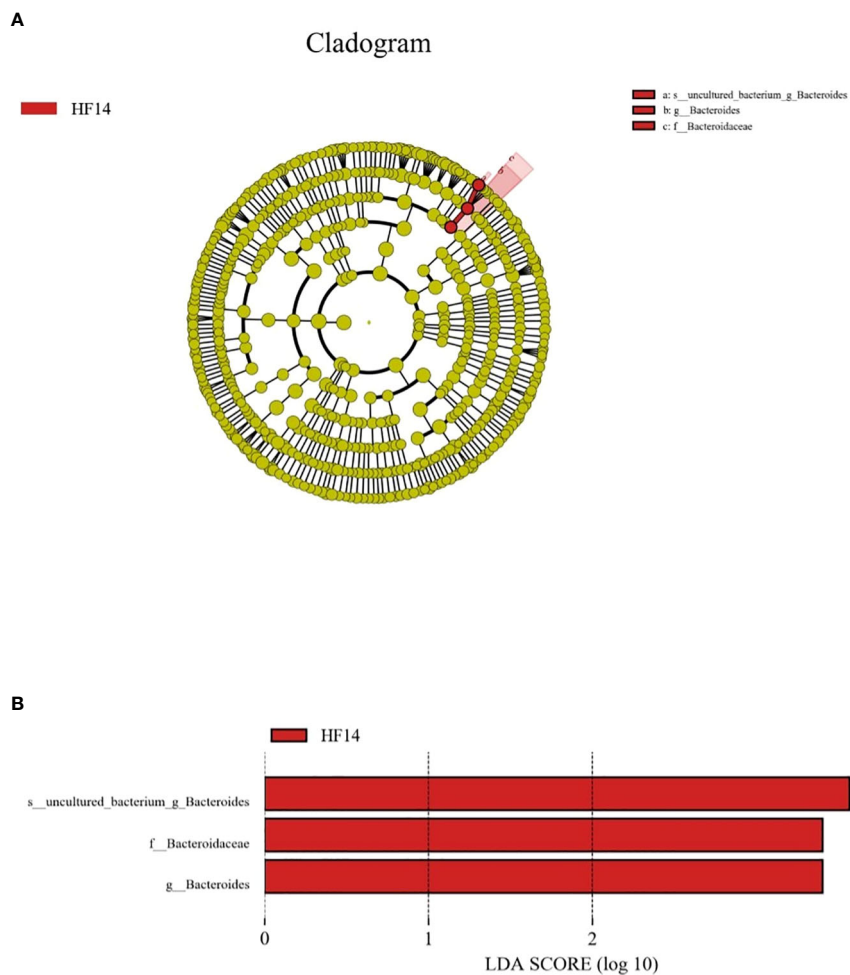 A
Cladogram
HF14
a: s__uncultured_bacterium_g_Bacteroides
b: g__Bacteroides
c: f__Bacteroidaceae
c
B
HF14
s__uncultured_bacterium_g_Bacteroides
f__Bacteroidaceae
g__Bacteroides
0 1 2
LDA SCORE (log 10)